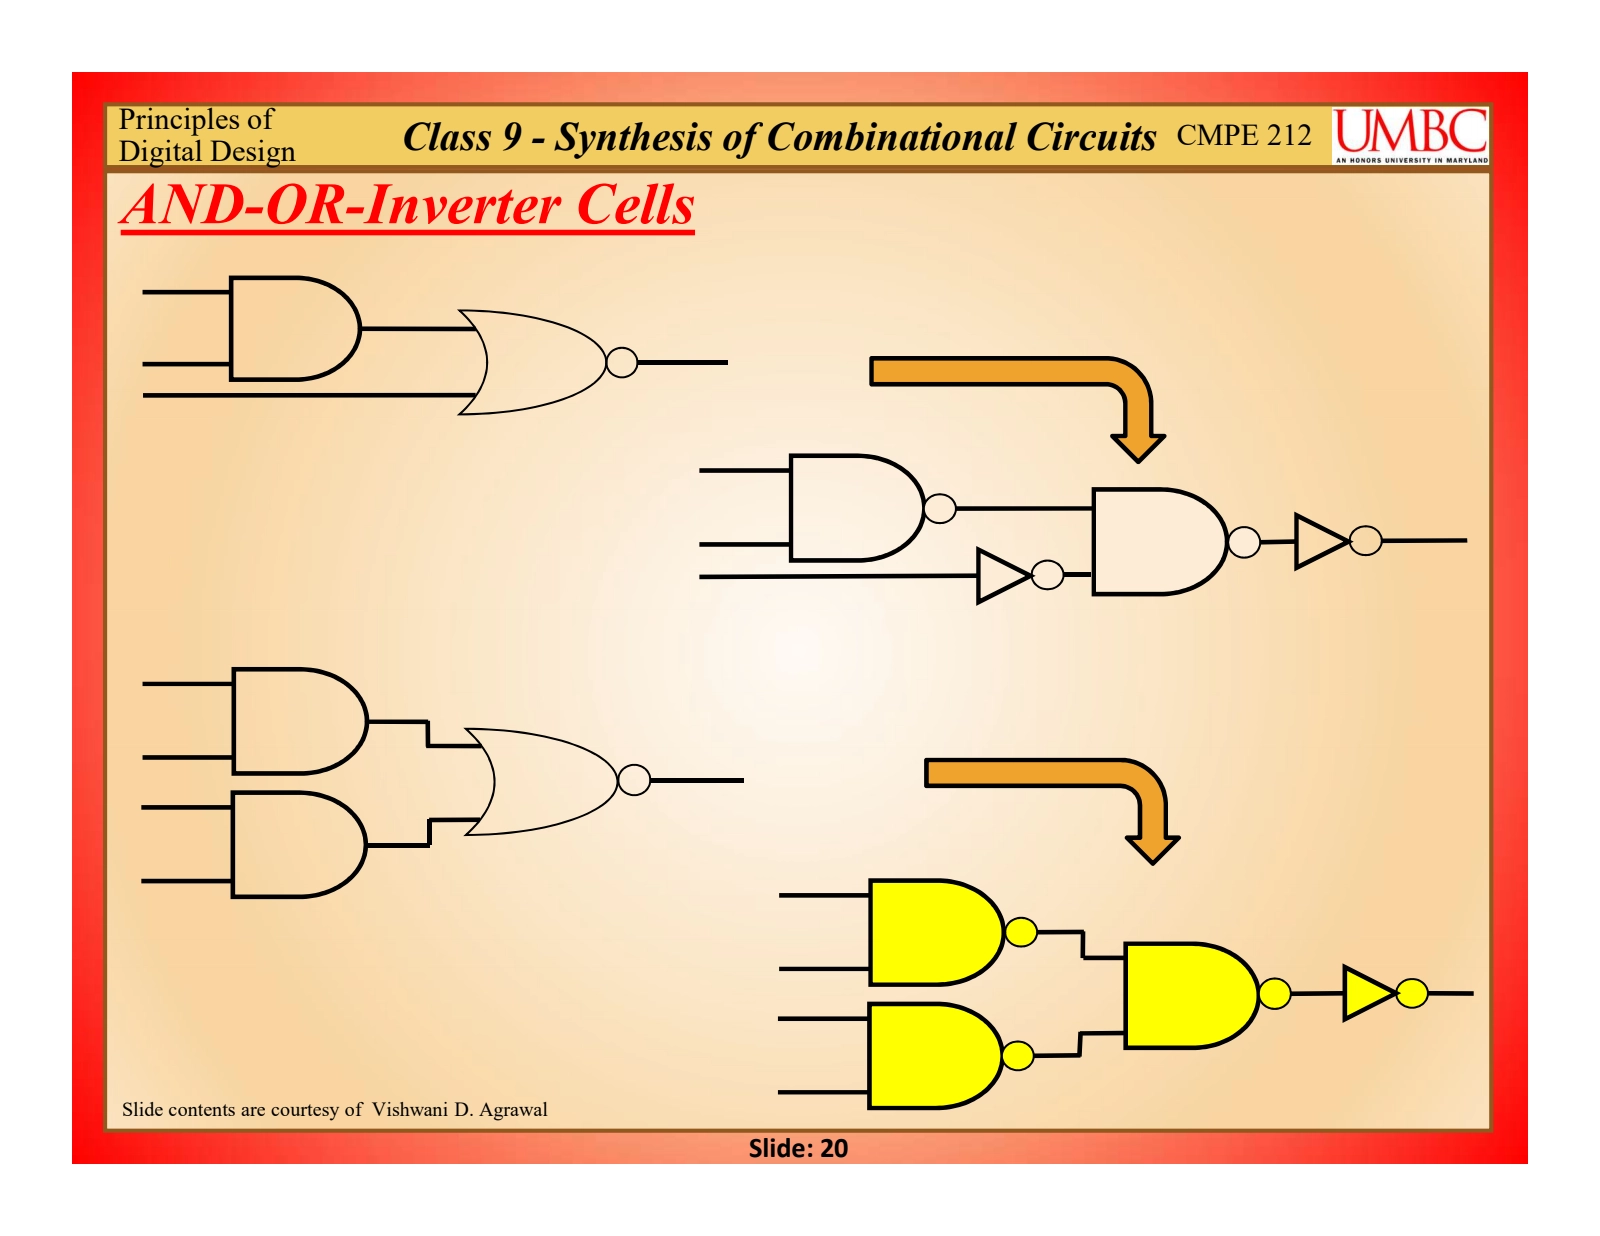 Principles of
Digital Design
Class 9 - Synthesis of Combinational Circuits
CMPE 212
UMBC
AN HONORS UNIVERSITY IN MARYLAND
AND-OR-Inverter Cells
Slide contents are courtesy of Vishwani D. Agrawal
Slide: 20